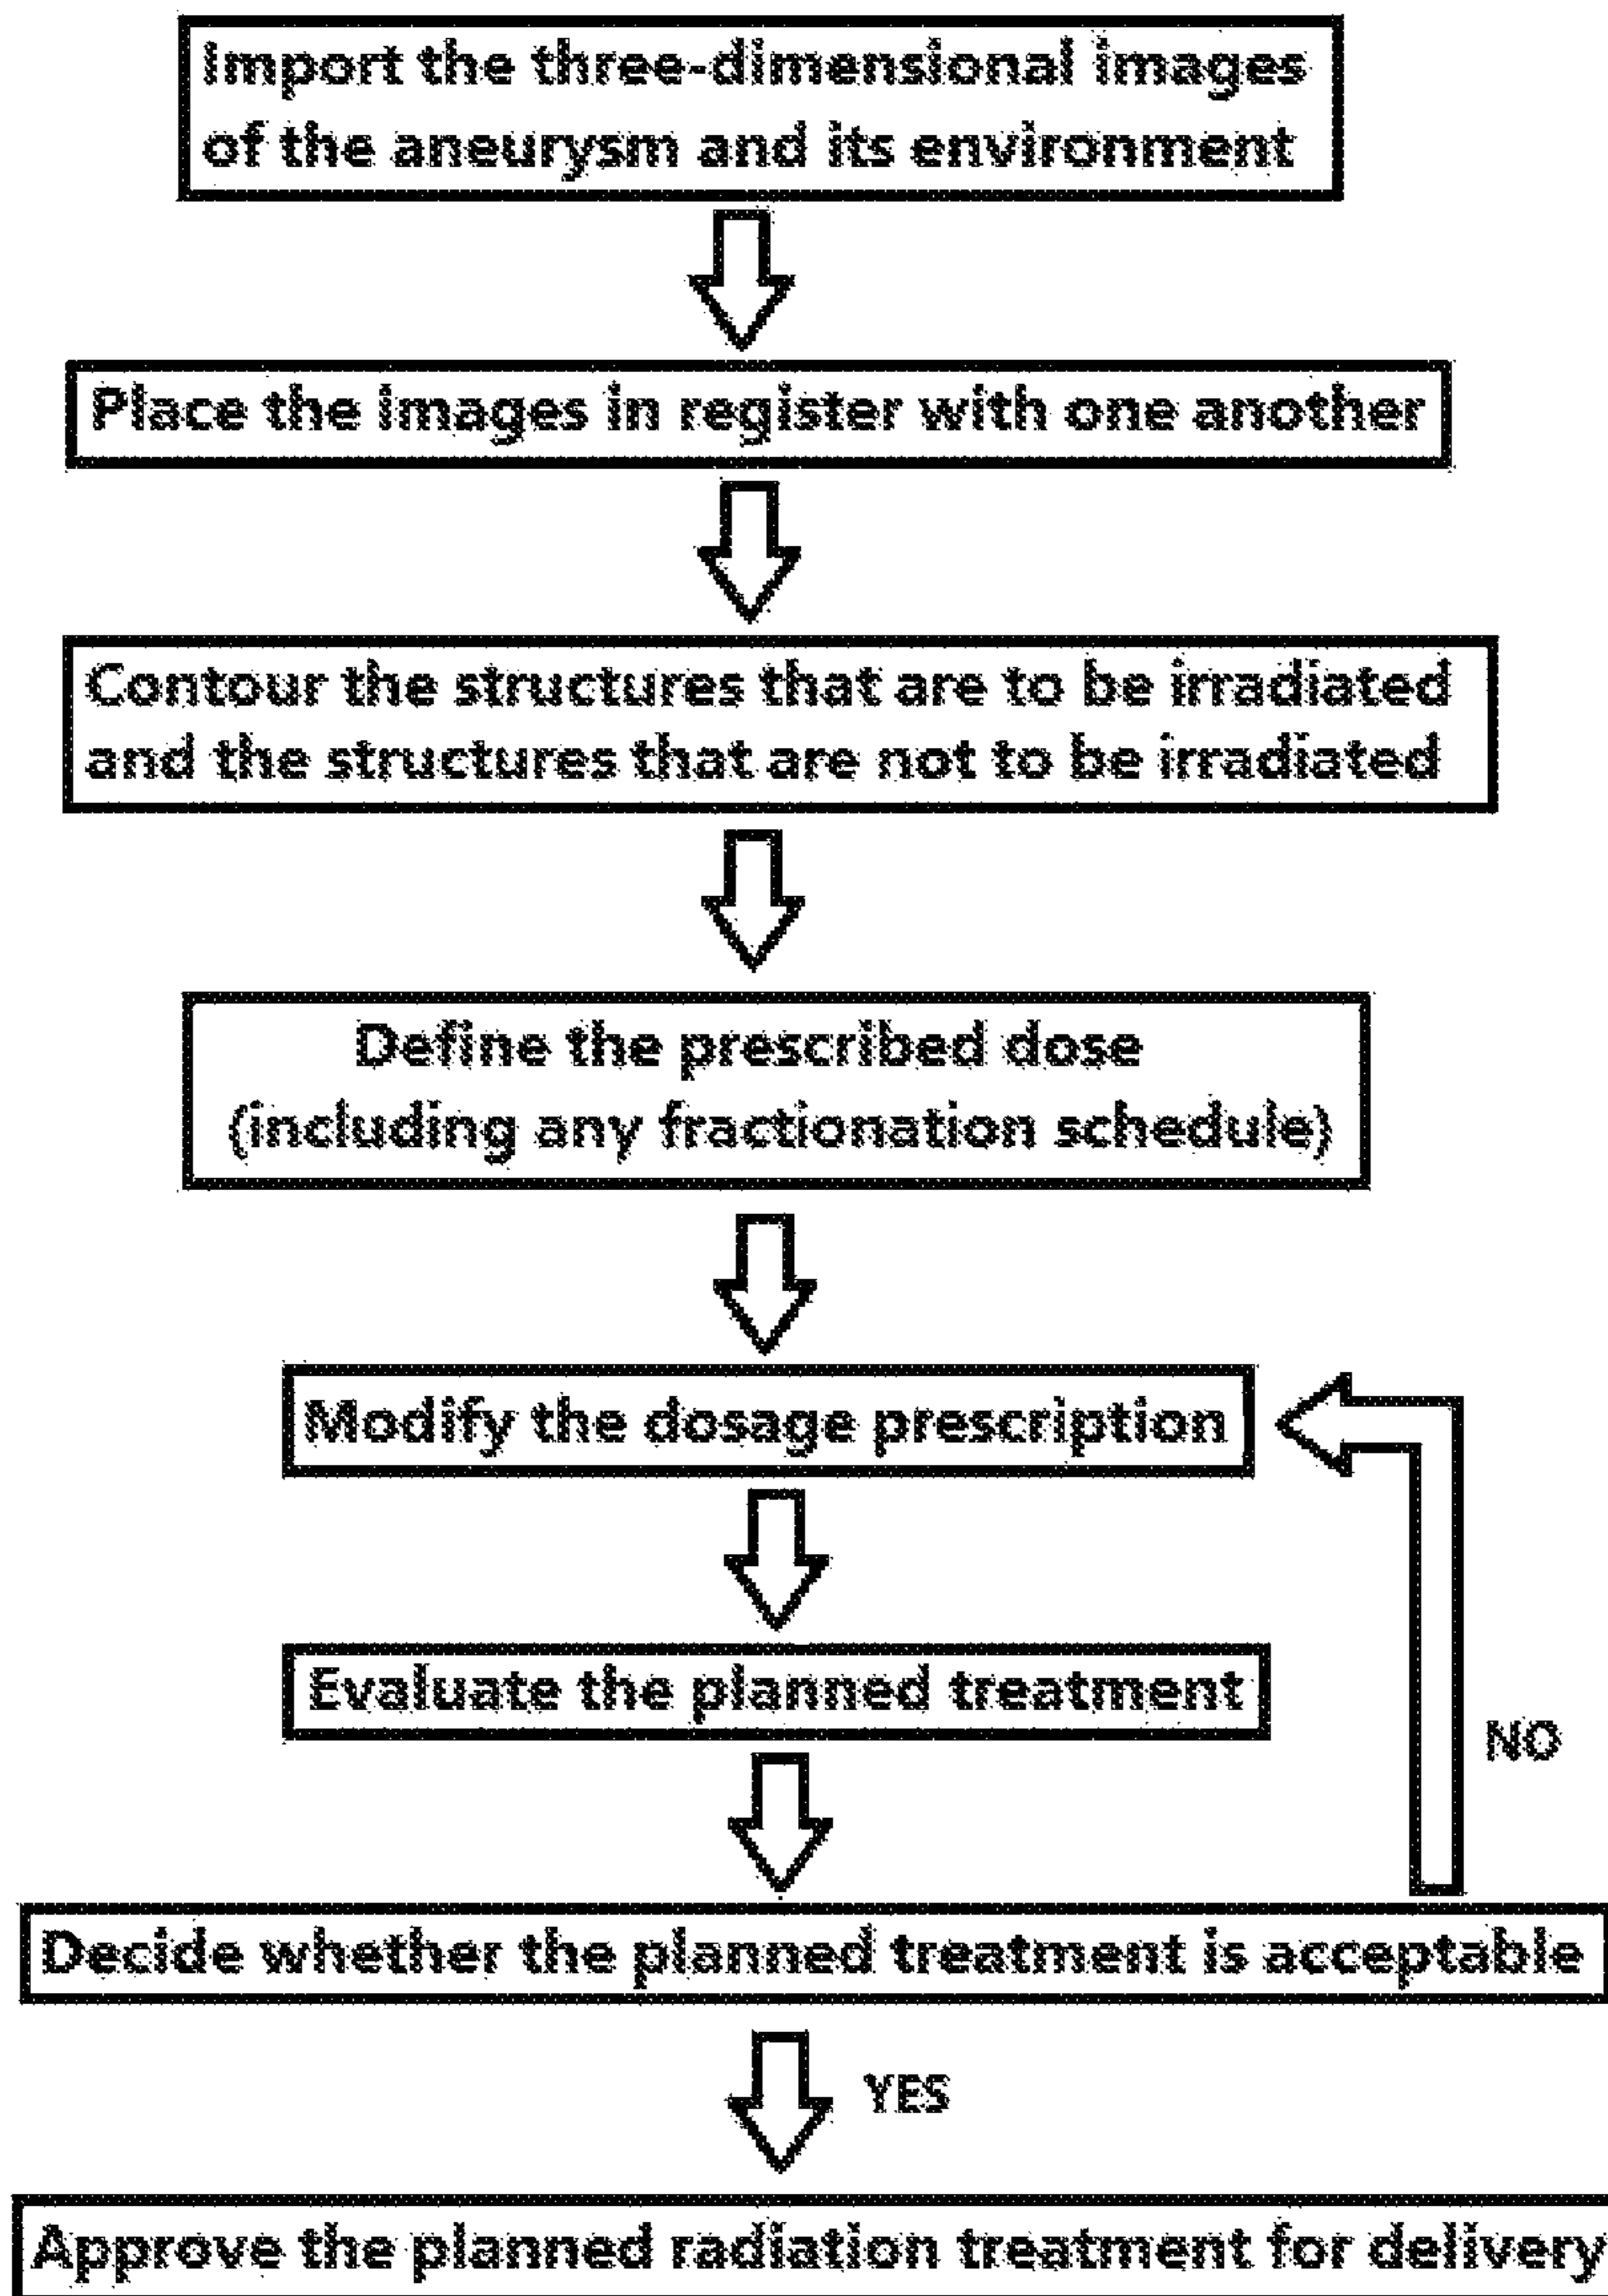 Import the three-dimensional images
of the aneurysm and its environment
Place the images in register with one another
Contour the structures that are to be irradiated
and the structures that are not to be irradiated
Define the prescribed dose
(including any fractionation schedule)
Modify the dosage prescription
Evaluate the planned treatment
NO
Decide whether the planned treatment is acceptable
YES
Approve the planned radiation treatment for delivery